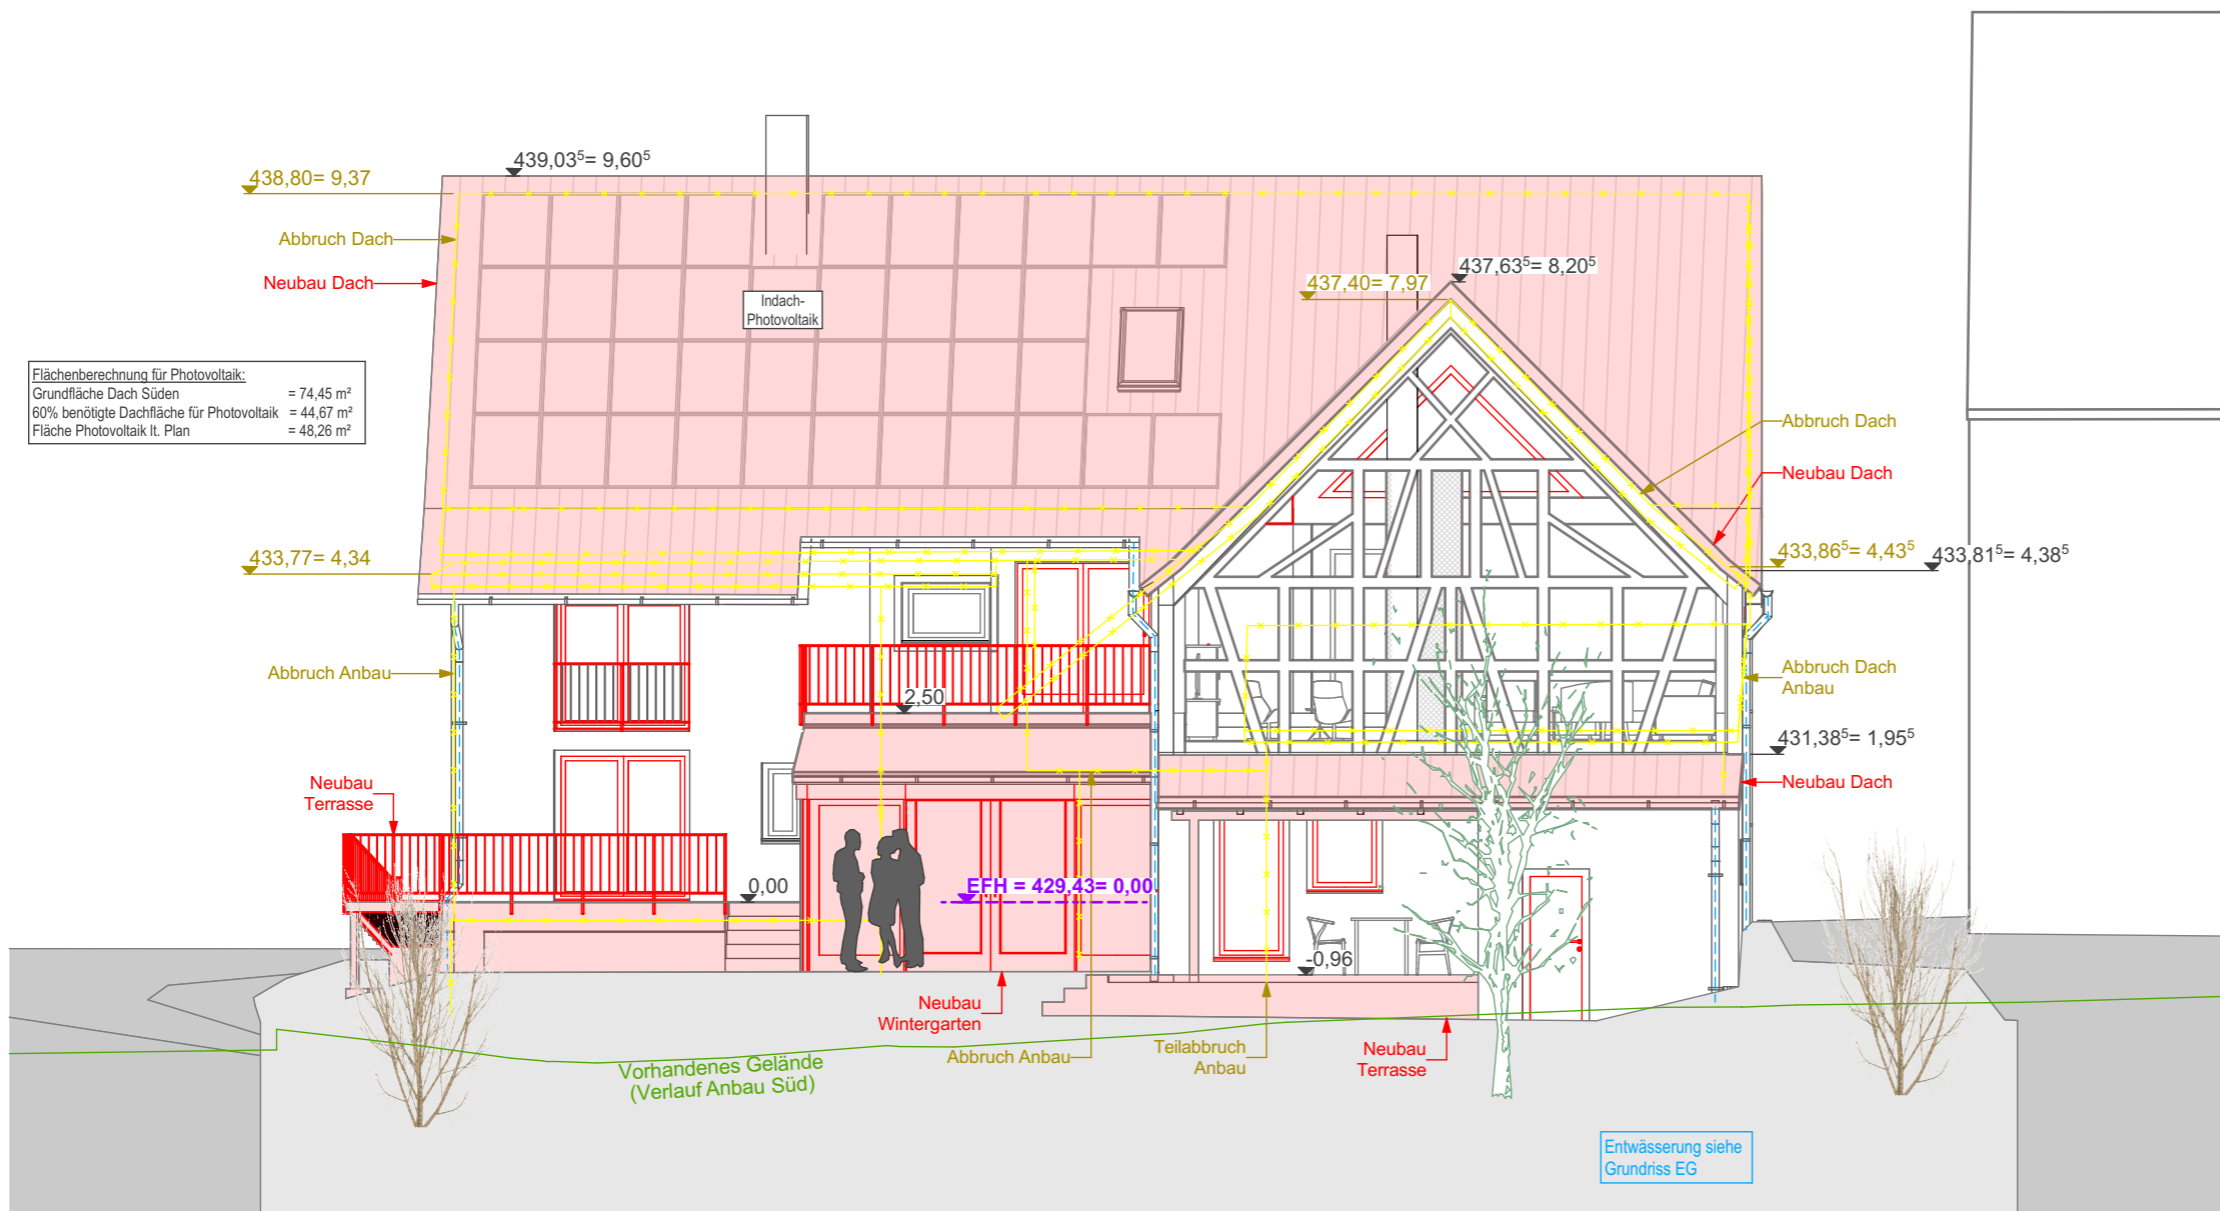 439,03⁵= 9,60⁵
438,80= 9,37
Abbruch Dach
Neubau Dach
Indach-
Photovoltaik
437,63⁵= 8,20⁵
437,40= 7,97
Flächenberechnung für Photovoltaik:
Grundfläche Dach Süden = 74,45 m²
60% benötigte Dachfläche für Photovoltaik = 44,67 m²
Fläche Photovoltaik lt. Plan = 48,26 m²
Abbruch Dach
Neubau Dach
433,77= 4,34
433,86⁵= 4,43⁵
433,81⁵= 4,38⁵
Abbruch Anbau
Abbruch Dach
Anbau
2,50
431,38⁵= 1,95⁵
Neubau
Terrasse
Neubau Dach
0,00
EFH = 429,43= 0,00
-0,96
Neubau
Wintergarten
Abbruch Anbau
Teilabbruch
Anbau
Neubau
Terrasse
Vorhandenes Gelände
(Verlauf Anbau Süd)
Entwässerung siehe
Grundriss EG